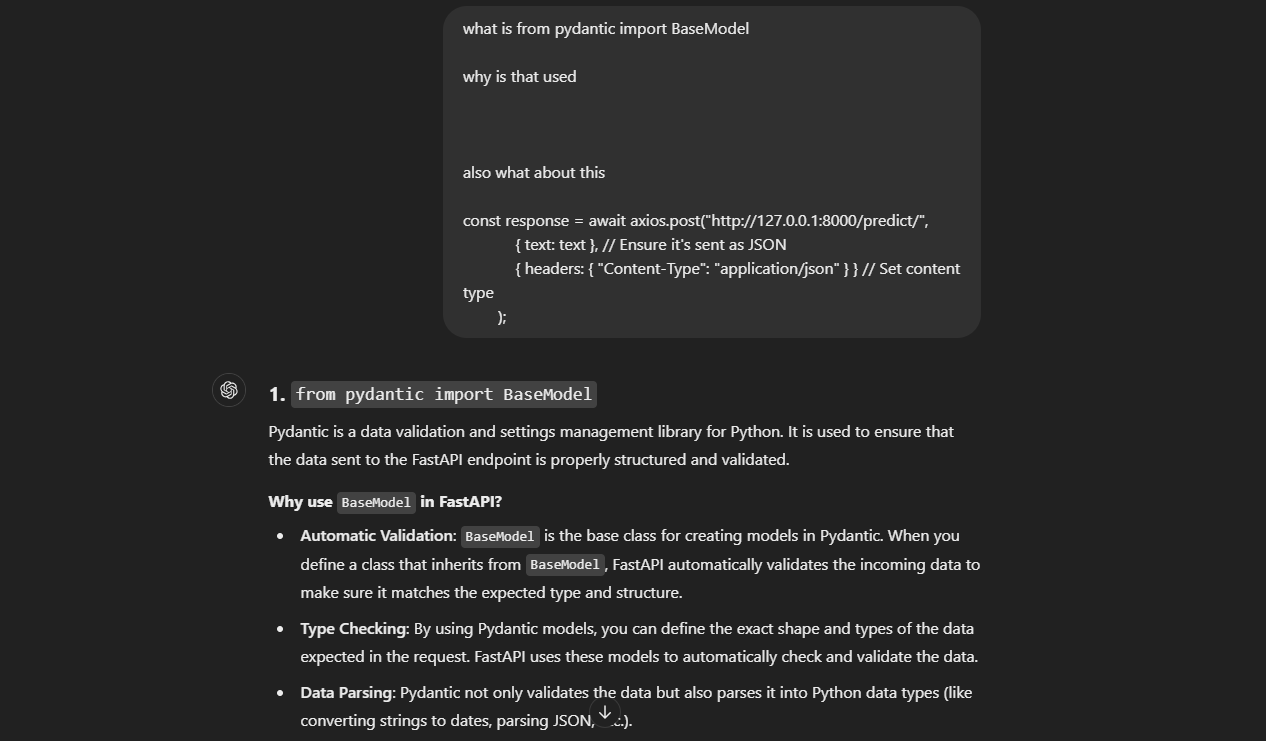 what is from pydantic import BaseModel
why is that used
also what about this
const response = await axios.post("http://127.0.0.1:8000/predict/",
{ text: text }, // Ensure it's sent as JSON
{ headers: { "Content-Type": "application/json" } } // Set content
type
);
1. from pydantic import BaseModel
Pydantic is a data validation and settings management library for Python. It is used to ensure that
the data sent to the FastAPI endpoint is properly structured and validated.
Why use BaseModel in FastAPI?
• Automatic Validation: BaseModel is the base class for creating models in Pydantic. When you
define a class that inherits from BaseModel, FastAPI automatically validates the incoming data to
make sure it matches the expected type and structure.
• Type Checking: By using Pydantic models, you can define the exact shape and types of the data
expected in the request. FastAPI uses these models to automatically check and validate the data.
• Data Parsing: Pydantic not only validates the data but also parses it into Python data types (like
converting strings to dates, parsing JSON, .).